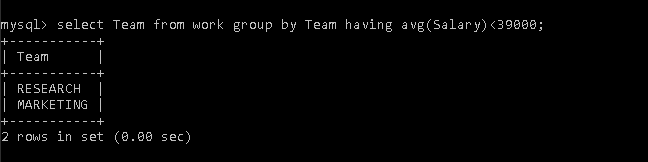 mysql> select Team from work group by Team having avg(Salary)<39000;
+-----------+
| Team      |
+-----------+
| RESEARCH  |
| MARKETING |
+-----------+
2 rows in set (0.00 sec)